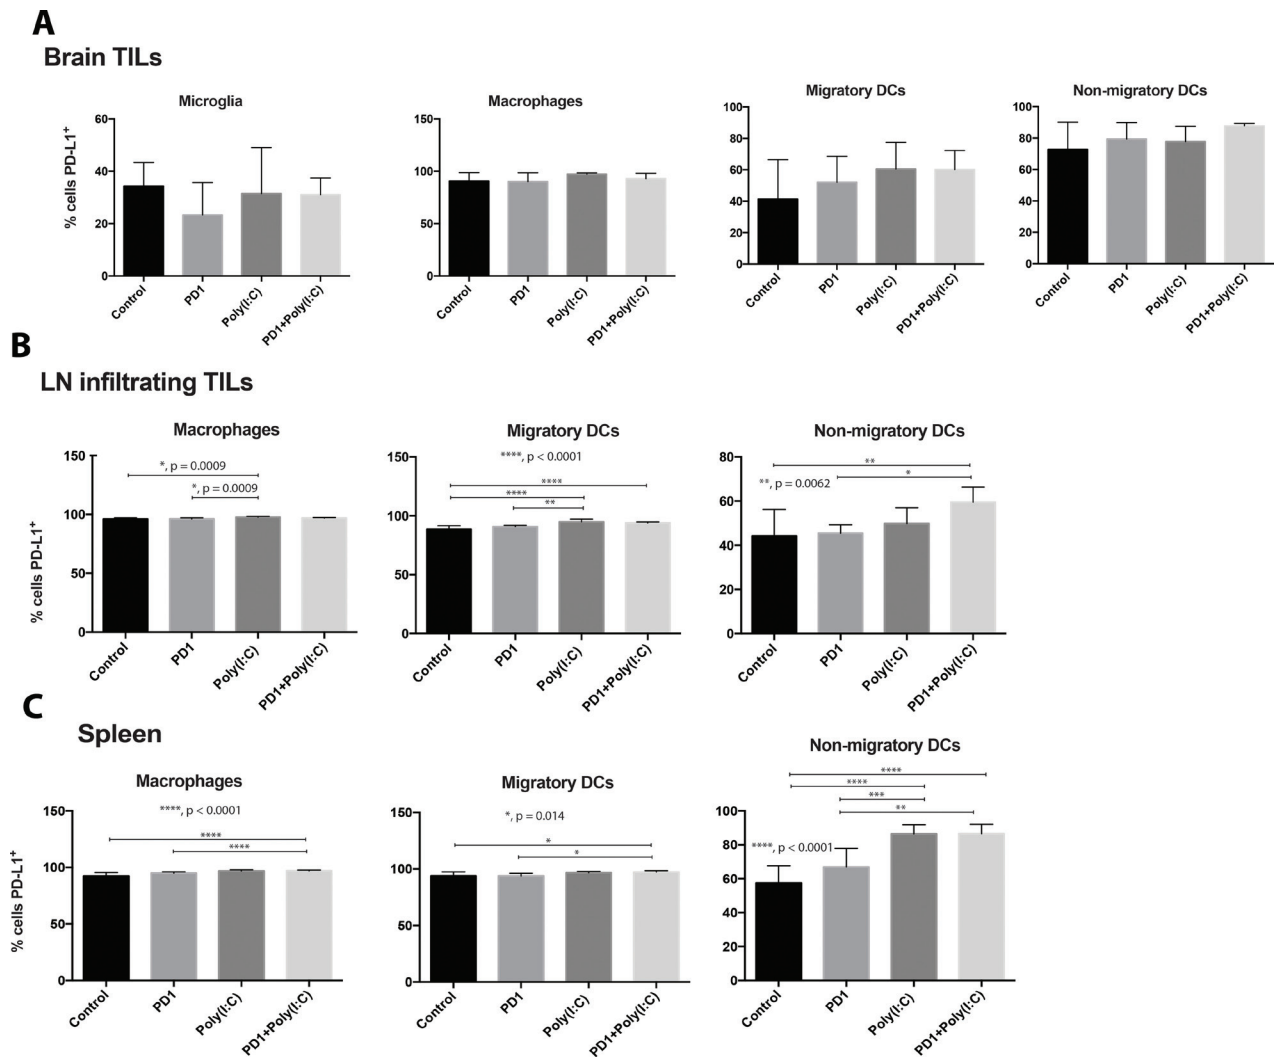 A
Brain TILs
Microglia
% cells PD-L1+
60
40
20
0
Control
PD1
Poly(I:C)
PD1+Poly(I:C)
Macrophages
150
100
50
0
Control
PD1
Poly(I:C)
PD1+Poly(I:C)
Migratory DCs
100
80
60
40
20
0
Control
PD1
Poly(I:C)
PD1+Poly(I:C)
Non-migratory DCs
100
80
60
40
20
0
Control
PD1
Poly(I:C)
PD1+Poly(I:C)
B
LN infiltrating TILs
Macrophages
% cells PD-L1+
150
100
50
0
*, p = 0.0009
*, p = 0.0009
Control
PD1
Poly(I:C)
PD1+Poly(I:C)
Migratory DCs
****, p < 0.0001
150
100
50
0
****
****
**
Control
PD1
Poly(I:C)
PD1+Poly(I:C)
Non-migratory DCs
80
60
40
20
0
**
*
**, p = 0.0062
Control
PD1
Poly(I:C)
PD1+Poly(I:C)
C
Spleen
Macrophages
% cells PD-L1+
150
100
50
0
****, p < 0.0001
****
****
Control
PD1
Poly(I:C)
PD1+Poly(I:C)
Migratory DCs
150
100
50
0
*, p = 0.014
*
*
Control
PD1
Poly(I:C)
PD1+Poly(I:C)
Non-migratory DCs
****
****
***
**
100
80
60
40
20
0
****, p < 0.0001
Control
PD1
Poly(I:C)
PD1+Poly(I:C)